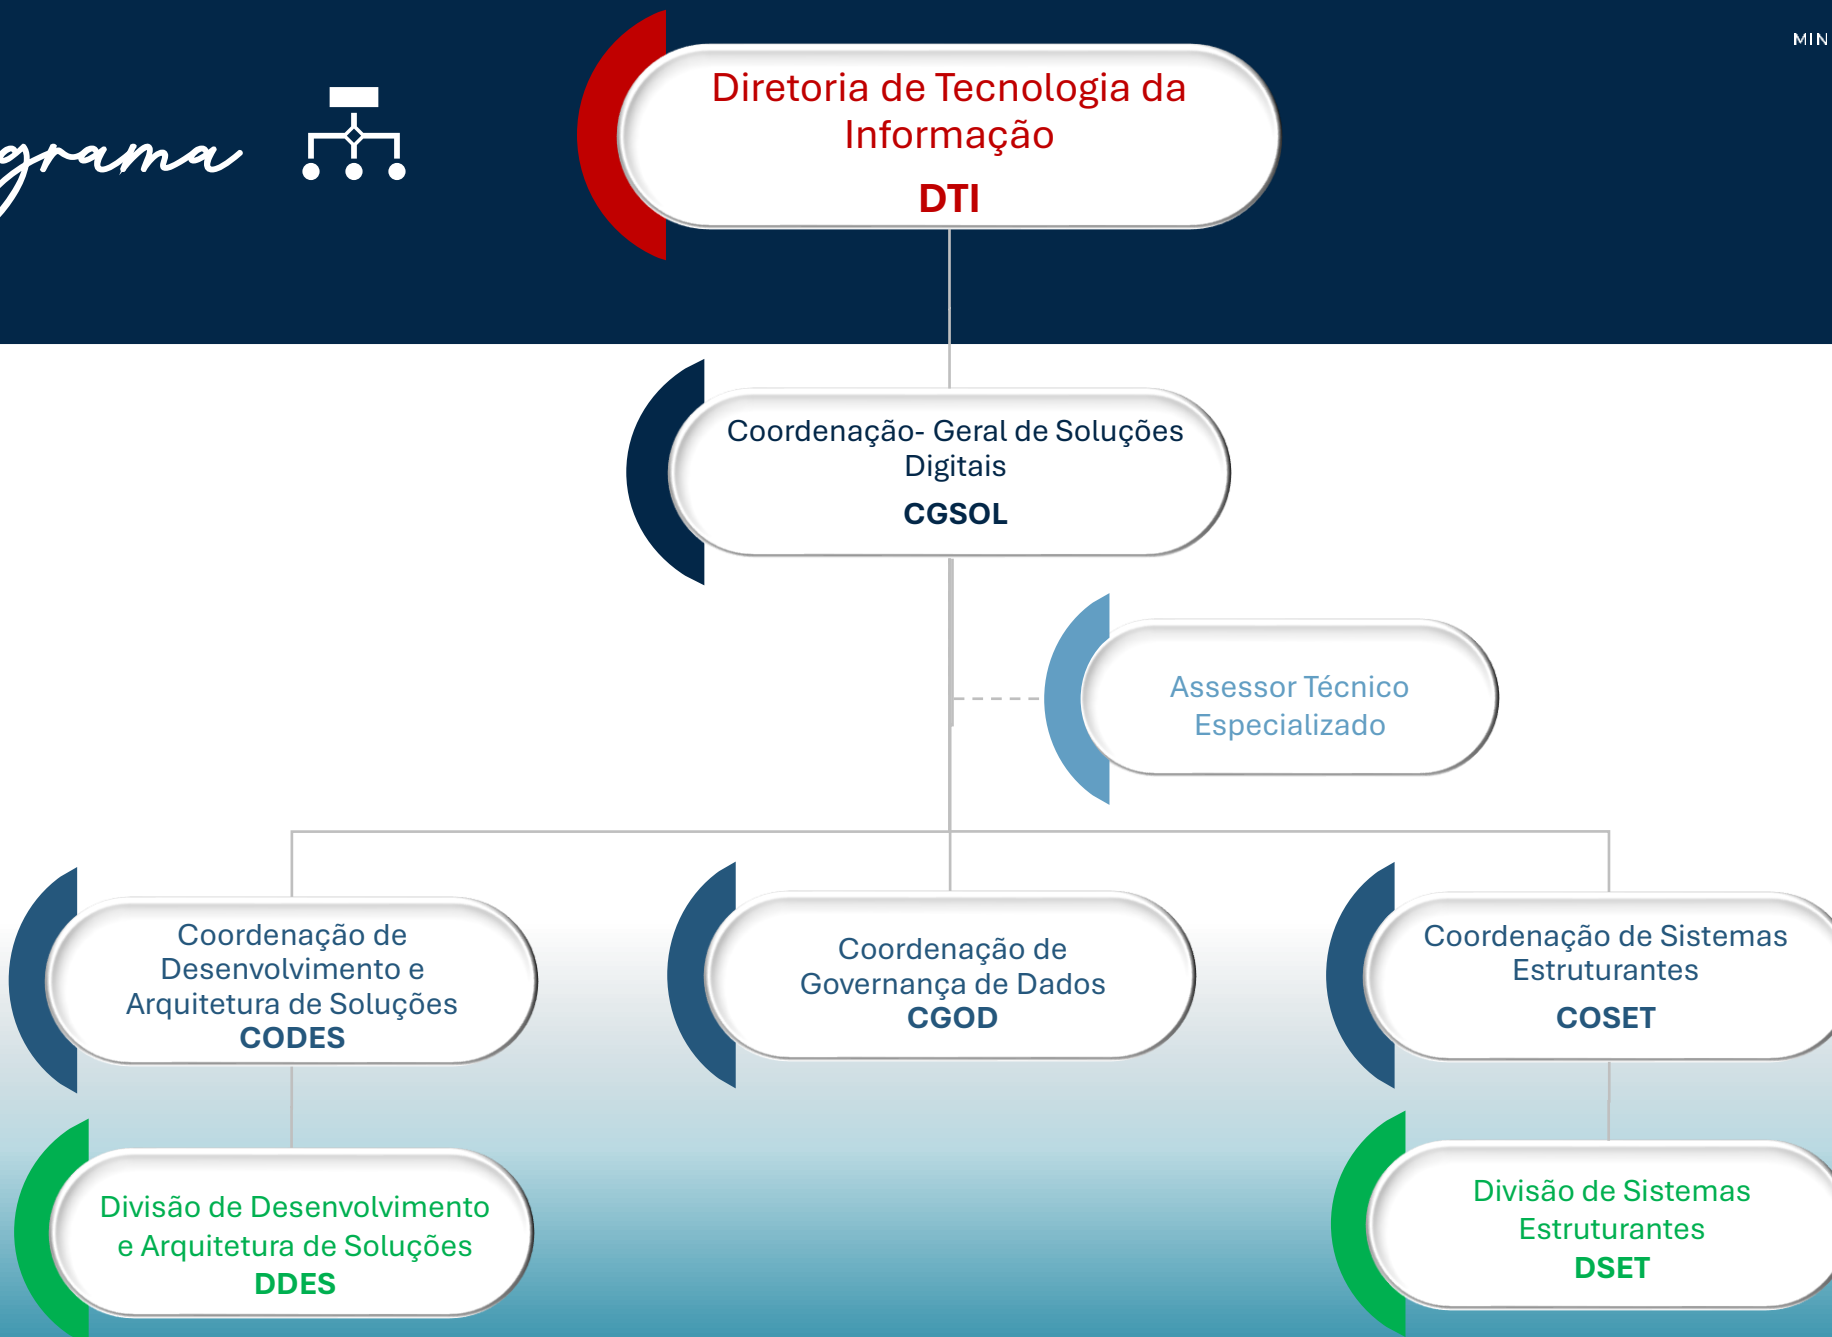 MIN
grama
Diretoria de Tecnologia da
Informação
DTI
Coordenação- Geral de Soluções
Digitais
CGSOL
Assessor Técnico
Especializado
Coordenação de
Desenvolvimento e
Arquitetura de Soluções
CODES
Coordenação de
Governança de Dados
CGOD
Coordenação de Sistemas
Estruturantes
COSET
Divisão de Desenvolvimento
e Arquitetura de Soluções
DDES
Divisão de Sistemas
Estruturantes
DSET